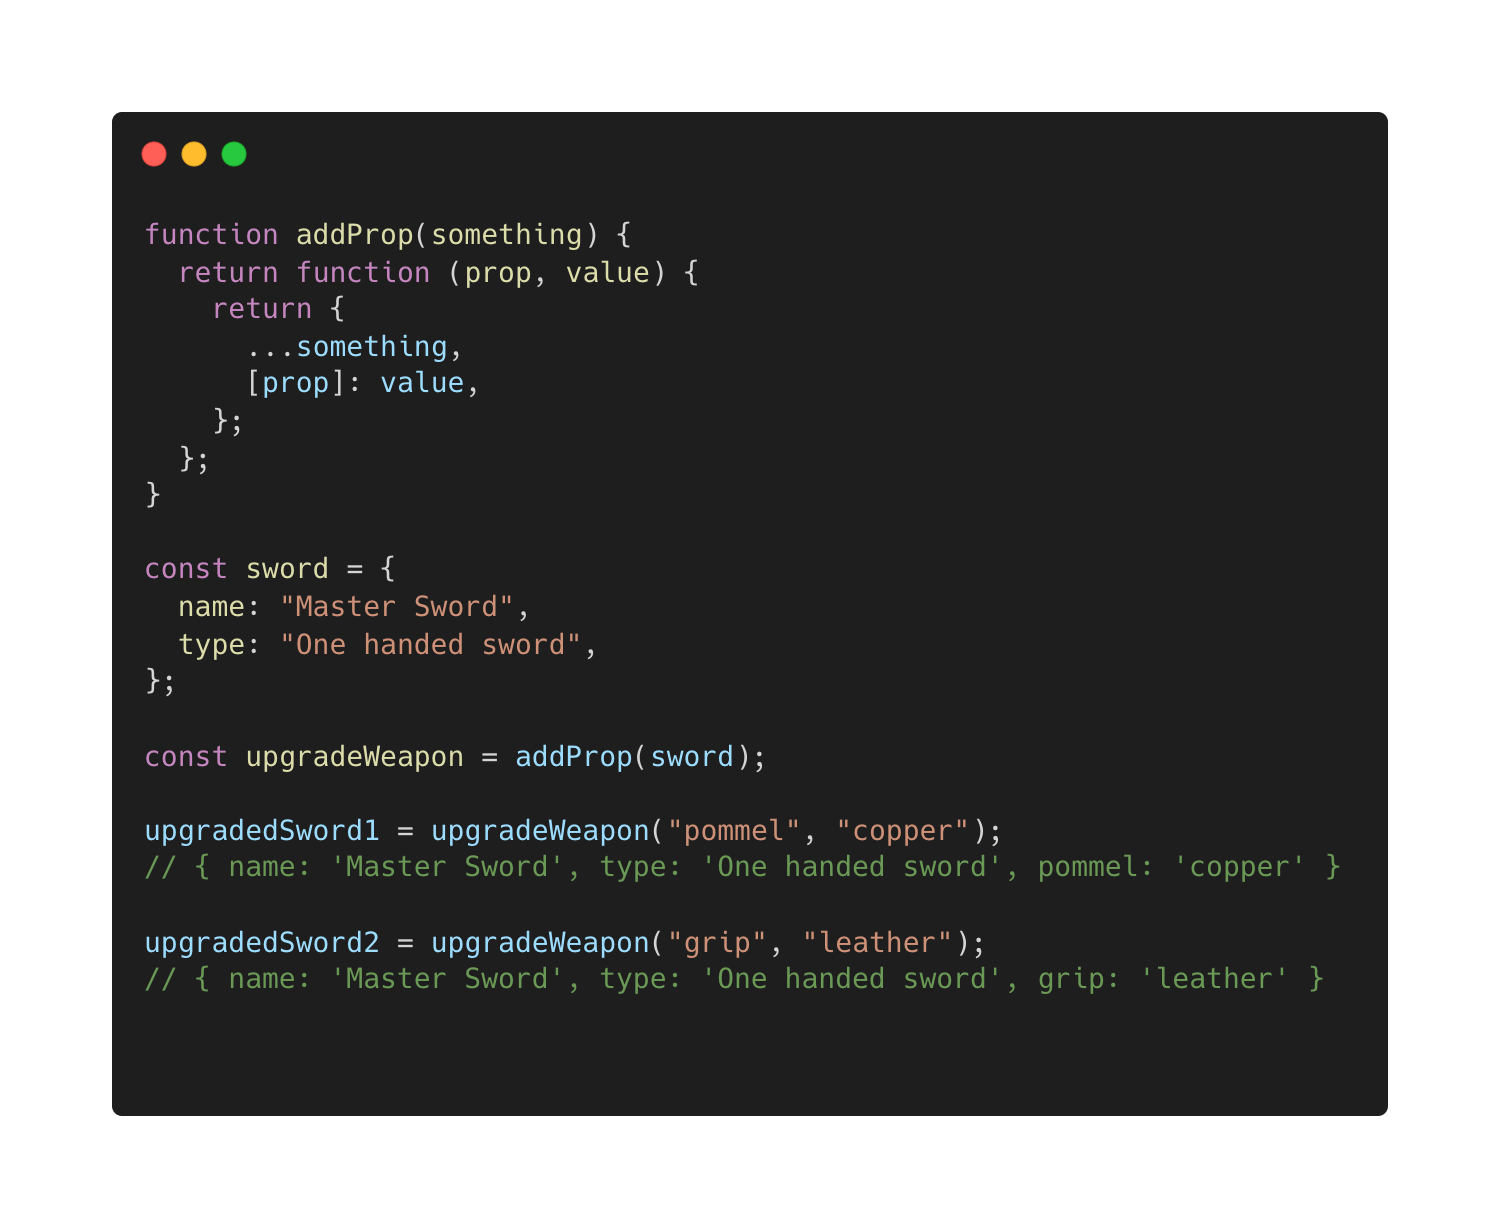 function addProp(something) {
  return function (prop, value) {
    return {
      ...something,
      [prop]: value,
    };
  };
}

const sword = {
  name: "Master Sword",
  type: "One handed sword",
};

const upgradeWeapon = addProp(sword);

upgradedSword1 = upgradeWeapon("pommel", "copper");
// { name: 'Master Sword', type: 'One handed sword', pommel: 'copper' }

upgradedSword2 = upgradeWeapon("grip", "leather");
// { name: 'Master Sword', type: 'One handed sword', grip: 'leather' }